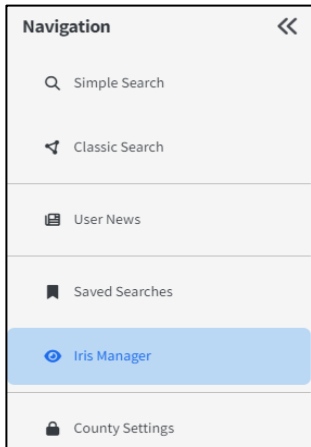 Navigation
Simple Search
Classic Search
User News
Saved Searches
Iris Manager
County Settings